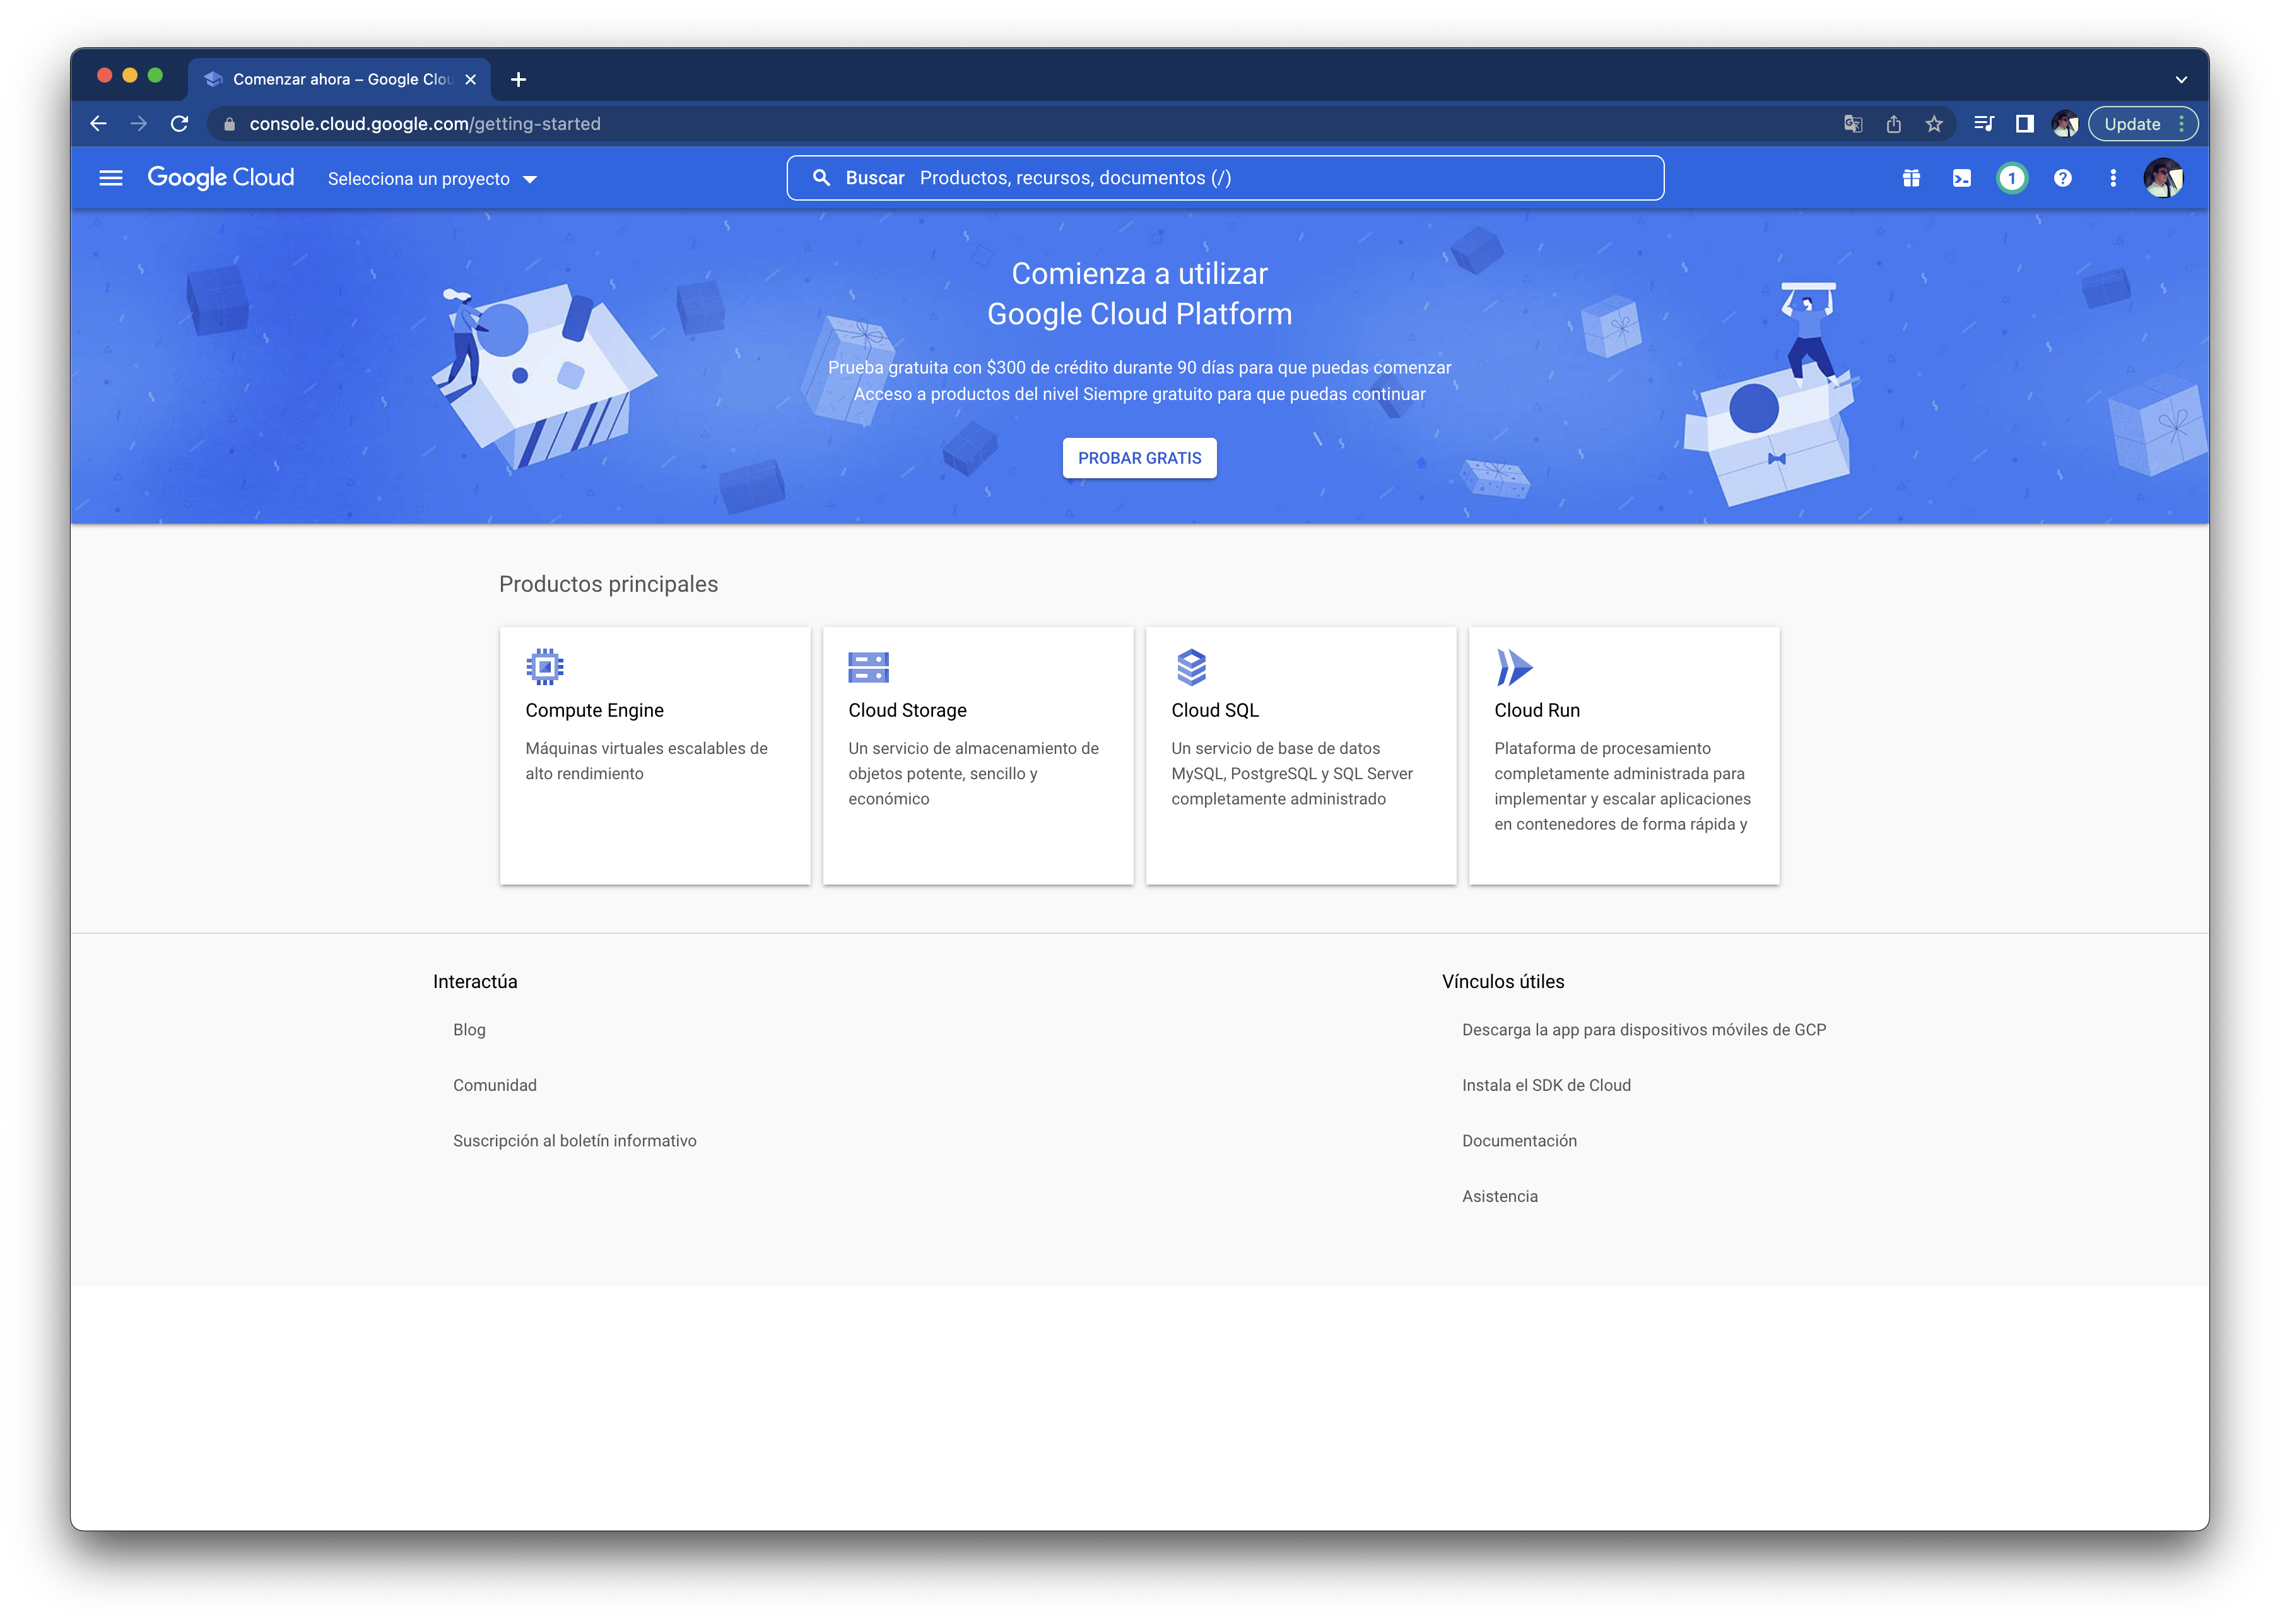 Comenzar ahora – Google Clou
console.cloud.google.com/getting-started
Update
Google Cloud
Selecciona un proyecto
Buscar Productos, recursos, documentos (/)
1
Comienza a utilizar
Google Cloud Platform
Prueba gratuita con $300 de crédito durante 90 días para que puedas comenzar
Acceso a productos del nivel Siempre gratuito para que puedas continuar
PROBAR GRATIS
Productos principales
Compute Engine
Máquinas virtuales escalables de
alto rendimiento
Cloud Storage
Un servicio de almacenamiento de
objetos potente, sencillo y
económico
Cloud SQL
Un servicio de base de datos
MySQL, PostgreSQL y SQL Server
completamente administrado
Cloud Run
Plataforma de procesamiento
completamente administrada para
implementar y escalar aplicaciones
en contenedores de forma rápida y
Interactúa
Blog
Comunidad
Suscripción al boletín informativo
Vínculos útiles
Descarga la app para dispositivos móviles de GCP
Instala el SDK de Cloud
Documentación
Asistencia